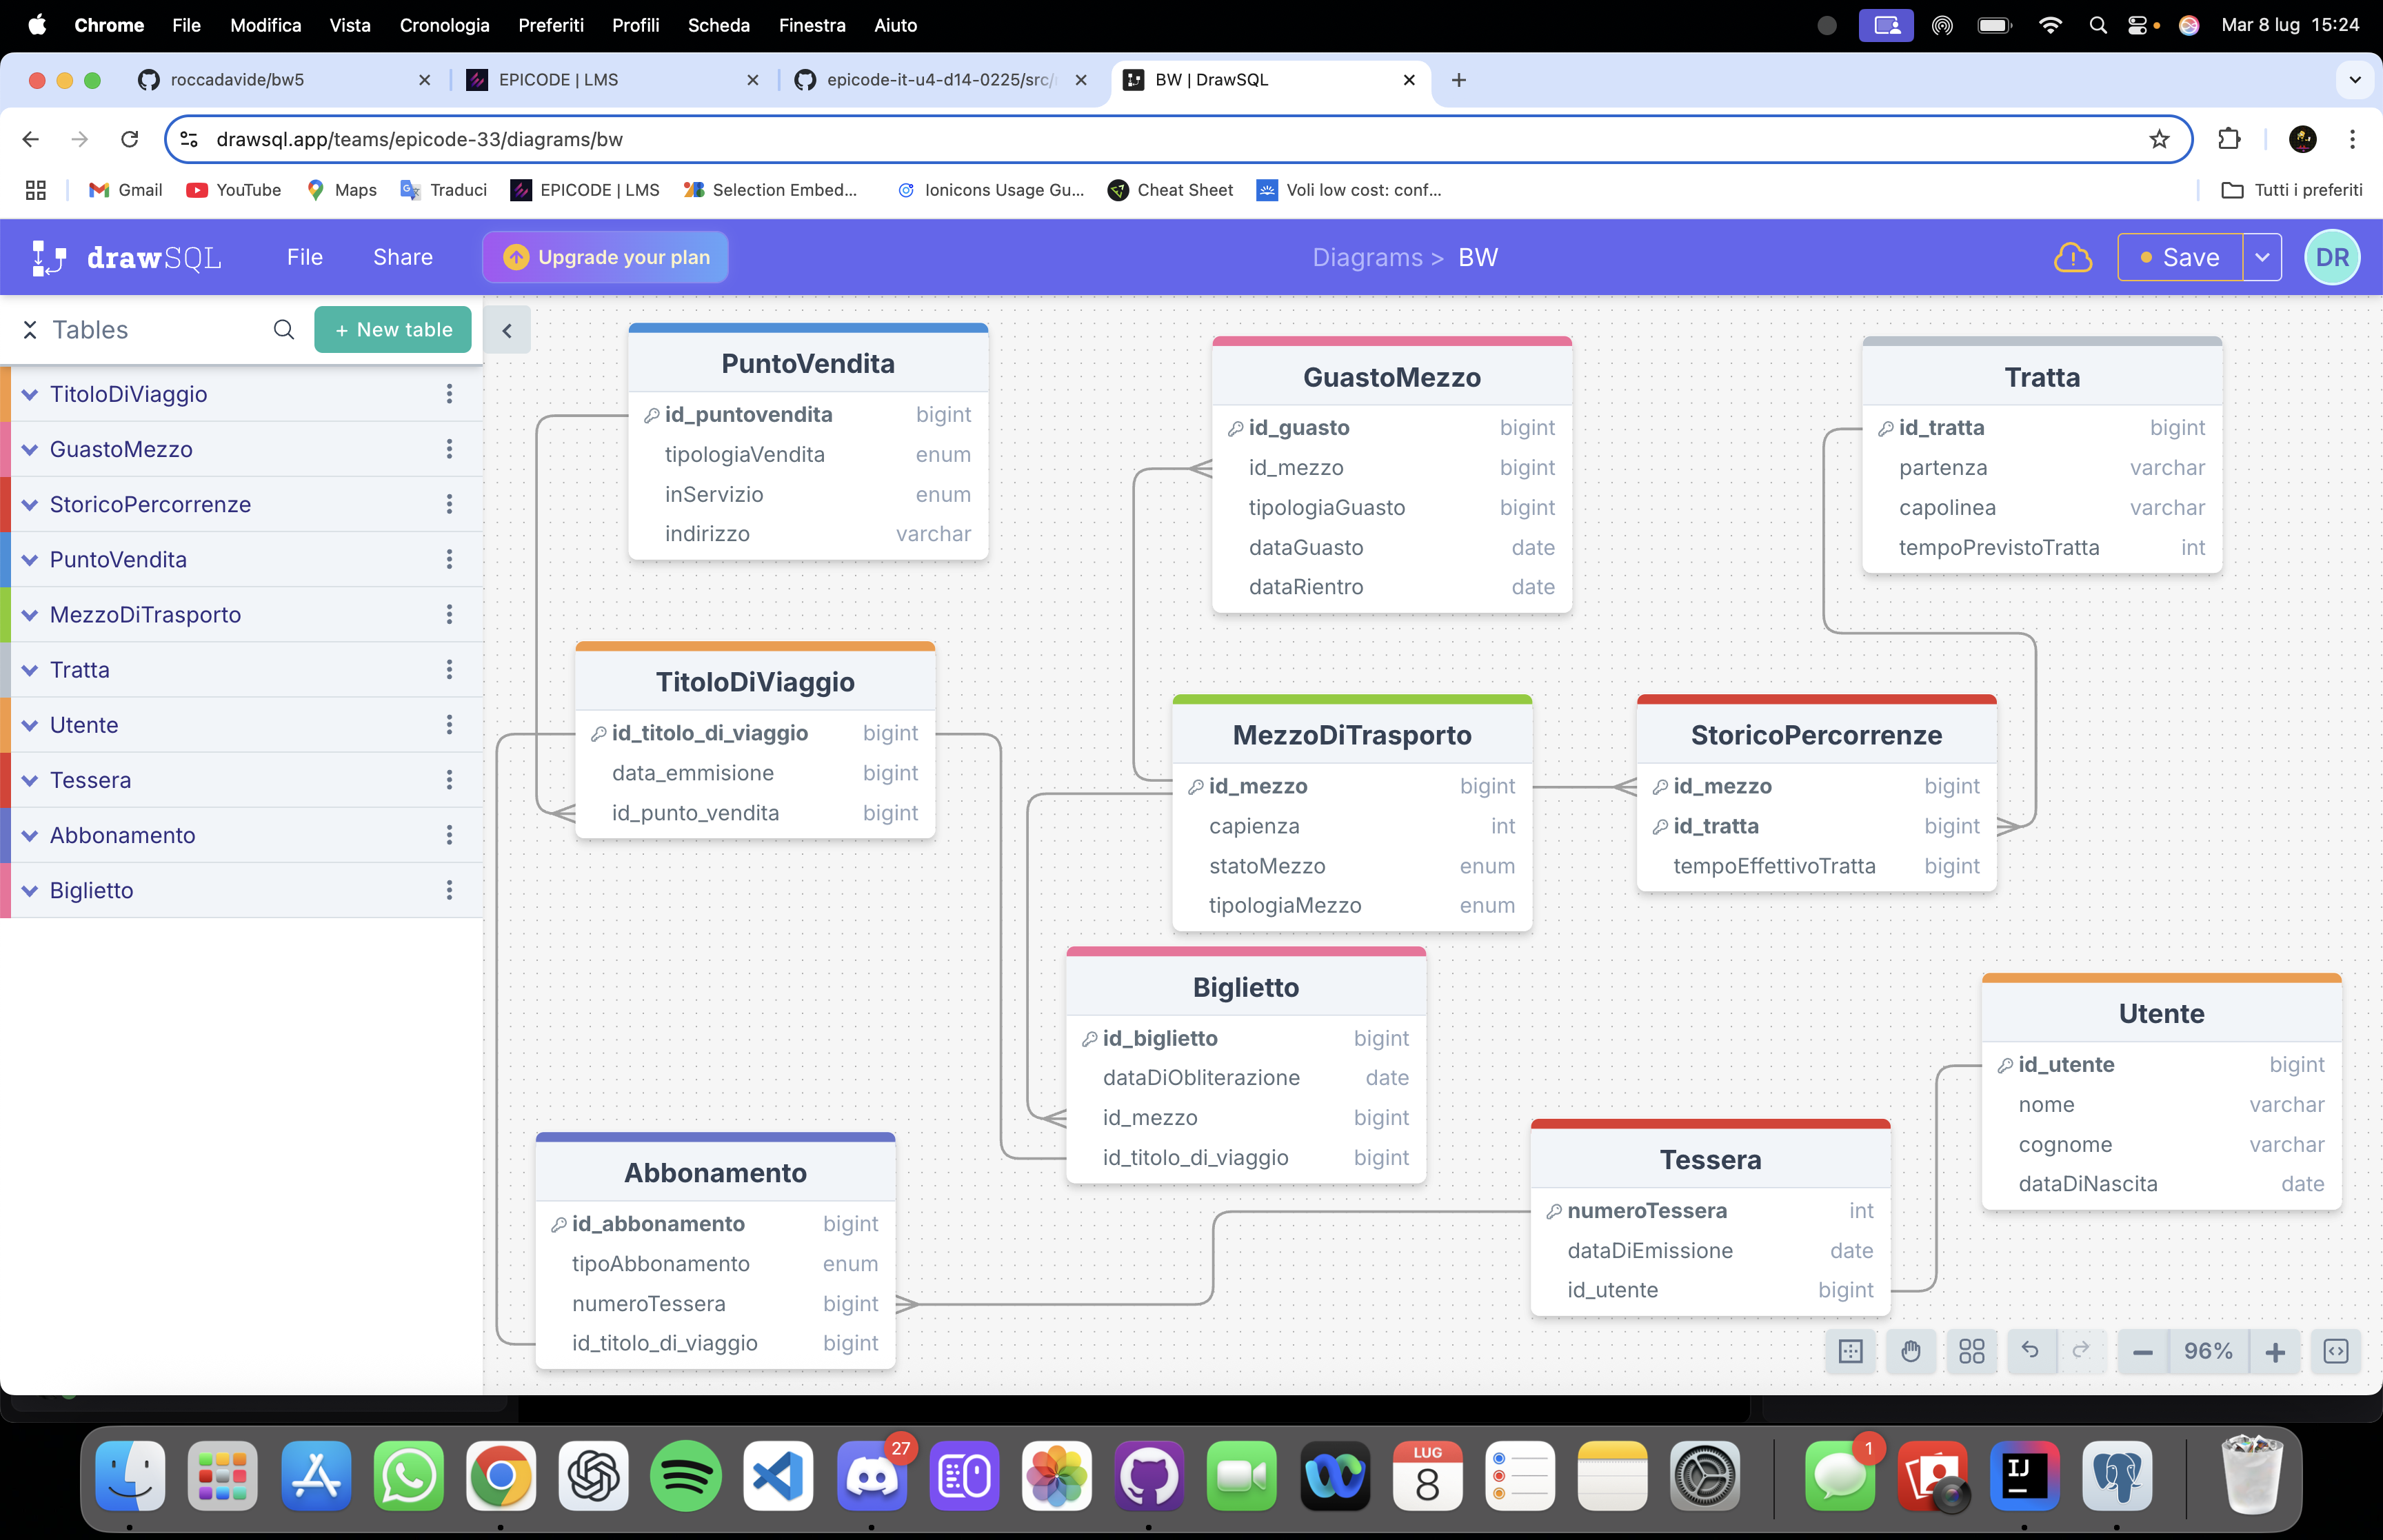 Chrome File Modifica Vista Cronologia Preferiti Profili Scheda Finestra Aiuto Mar 8 lug 15:24
roccadavide/bw5 EPICODE | LMS epicode-it-u4-d14-0225/src/ BW | DrawSQL
drawsql.app/teams/epicode-33/diagrams/bw
Gmail YouTube Maps Traduci EPICODE | LMS Selection Embed... Ionicons Usage Gu... Cheat Sheet Voli low cost: conf... Tutti i preferiti
drawSQL File Share Upgrade your plan Diagrams > BW Save DR
Tables + New table
TitoloDiViaggio
GuastoMezzo
StoricoPercorrenze
PuntoVendita
MezzoDiTrasporto
Tratta
Utente
Tessera
Abbonamento
Biglietto
PuntoVendita
id_puntovendita bigint
tipologiaVendita enum
inServizio enum
indirizzo varchar
GuastoMezzo
id_guasto bigint
id_mezzo bigint
tipologiaGuasto bigint
dataGuasto date
dataRientro date
Tratta
id_tratta bigint
partenza varchar
capolinea varchar
tempoPrevistoTratta int
TitoloDiViaggio
id_titolo_di_viaggio bigint
data_emmisione bigint
id_punto_vendita bigint
MezzoDiTrasporto
id_mezzo bigint
capienza int
statoMezzo enum
tipologiaMezzo enum
StoricoPercorrenze
id_mezzo bigint
id_tratta bigint
tempoEffettivoTratta bigint
Biglietto
id_biglietto bigint
dataDiObliterazione date
id_mezzo bigint
id_titolo_di_viaggio bigint
Utente
id_utente bigint
nome varchar
cognome varchar
dataDiNascita date
Abbonamento
id_abbonamento bigint
tipoAbbonamento enum
numeroTessera bigint
id_titolo_di_viaggio bigint
Tessera
numeroTessera int
dataDiEmissione date
id_utente bigint
96%
27
LUG
8
1
IJ